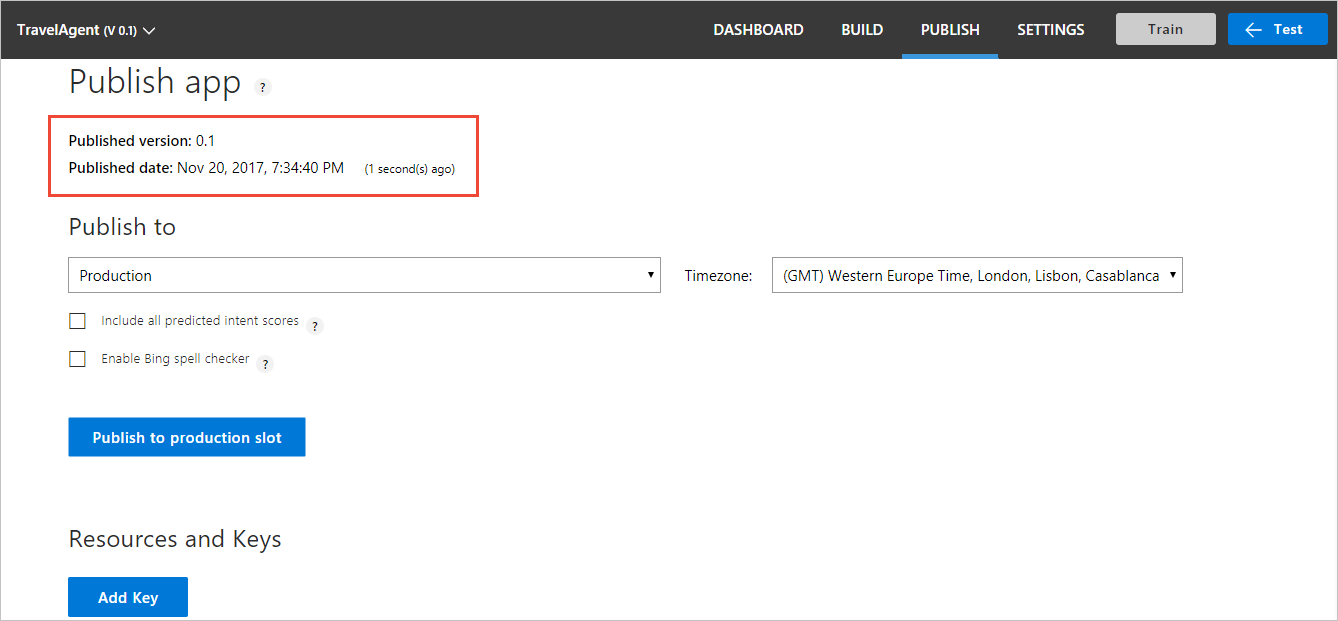 TravelAgent (V 0.1) DASHBOARD BUILD PUBLISH SETTINGS Train Test
Publish app ?
Published version: 0.1
Published date: Nov 20, 2017, 7:34:40 PM (1 second(s) ago)
Publish to
Production Timezone: (GMT) Western Europe Time, London, Lisbon, Casablanca
Include all predicted intent scores ?
Enable Bing spell checker ?
Publish to production slot
Resources and Keys
Add Key